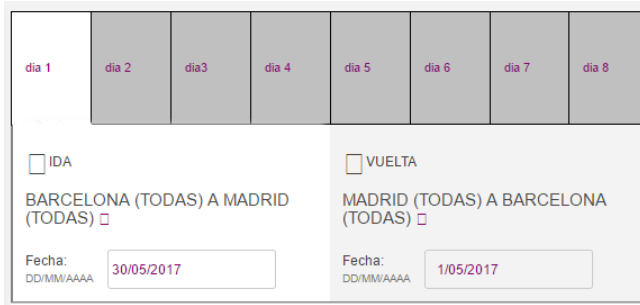 dia 1 dia 2 dia3 dia 4 dia 5 dia 6 dia 7 dia 8
IDA
BARCELONA (TODAS) A MADRID
(TODAS)
Fecha:
DD/MM/AAAA
30/05/2017
VUELTA
MADRID (TODAS) A BARCELONA
(TODAS)
Fecha:
DD/MM/AAAA
1/05/2017